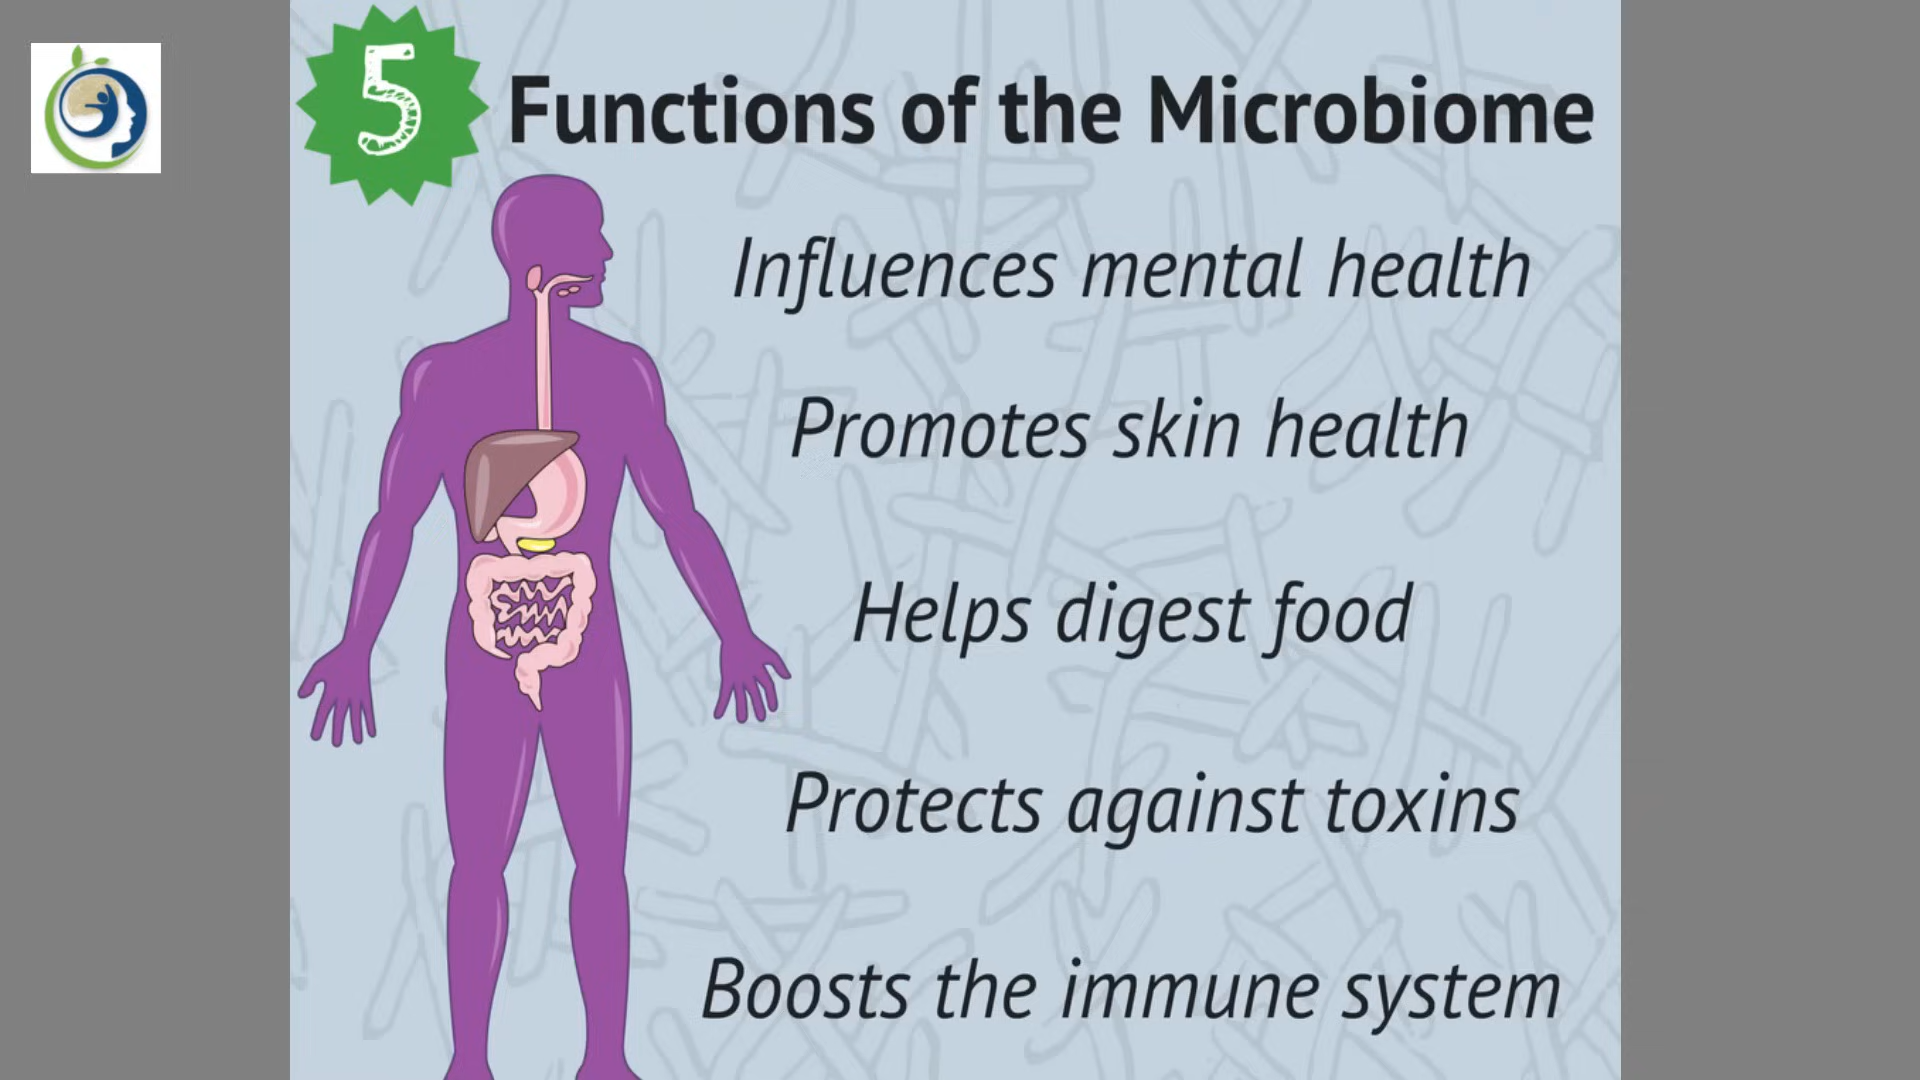 5 Functions of the Microbiome
Influences mental health
Promotes skin health
Helps digest food
Protects against toxins
Boosts the immune system